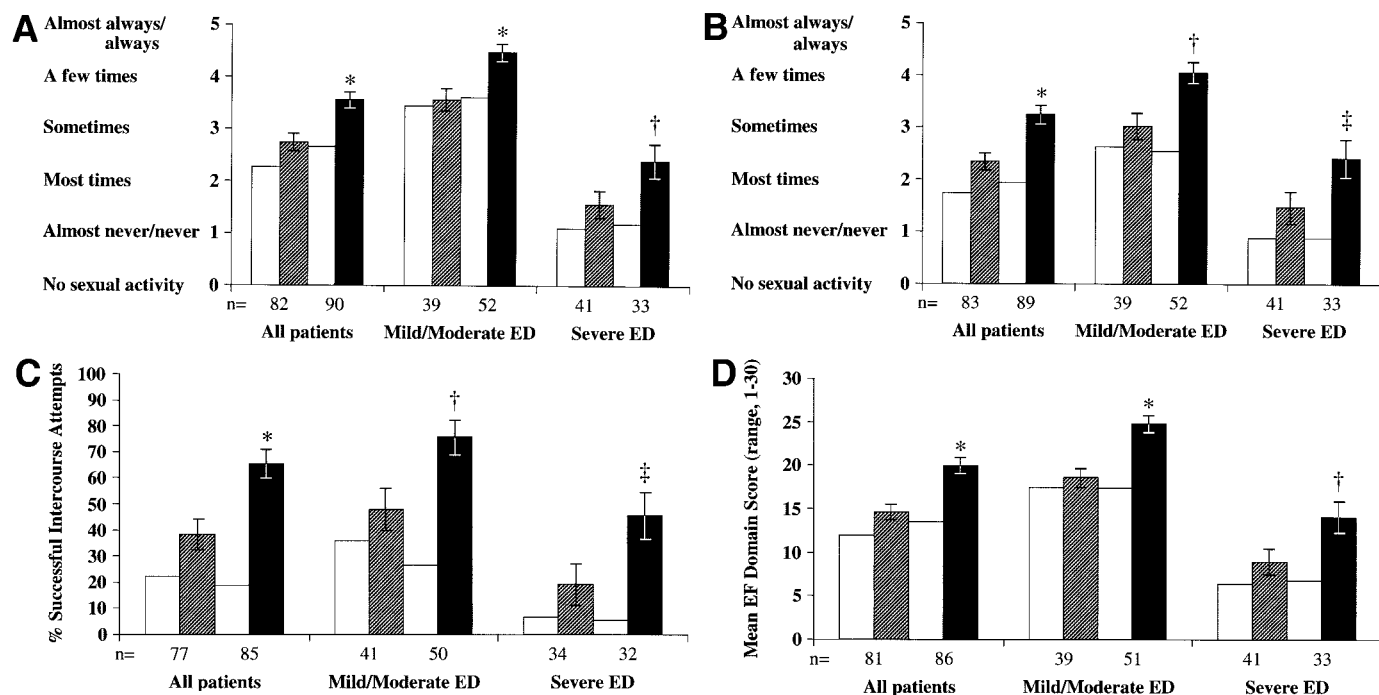 A
Almost always/
always
A few times
Sometimes
Most times
Almost never/never
No sexual activity
5
4
3
2
1
0
*
*
†
n= 82 90 39 52 41 33
All patients Mild/Moderate ED Severe ED
B
Almost always/
always
A few times
Sometimes
Most times
Almost never/never
No sexual activity
5
4
3
2
1
0
*
†
‡
n= 83 89 39 52 41 33
All patients Mild/Moderate ED Severe ED
C
% Successful Intercourse Attempts
100
90
80
70
60
50
40
30
20
10
0
*
†
‡
n= 77 85 41 50 34 32
All patients Mild/Moderate ED Severe ED
D
Mean EF Domain Score (range, 1-30)
30
25
20
15
10
5
0
*
*
†
n= 81 86 39 51 41 33
All patients Mild/Moderate ED Severe ED